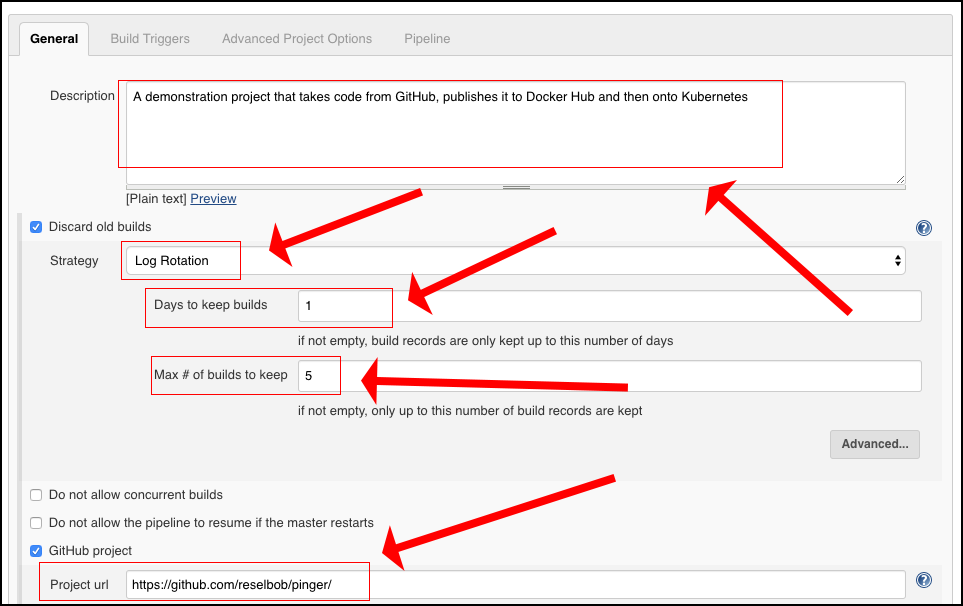 General Build Triggers Advanced Project Options Pipeline
Description A demonstration project that takes code from GitHub, publishes it to Docker Hub and then onto Kubernetes
[Plain text] Preview
Discard old builds ?
Strategy Log Rotation
Days to keep builds 1
if not empty, build records are only kept up to this number of days
Max # of builds to keep 5
if not empty, only up to this number of build records are kept
Advanced...
Do not allow concurrent builds
Do not allow the pipeline to resume if the master restarts
GitHub project
Project url https://github.com/reselbob/pinger/ ?